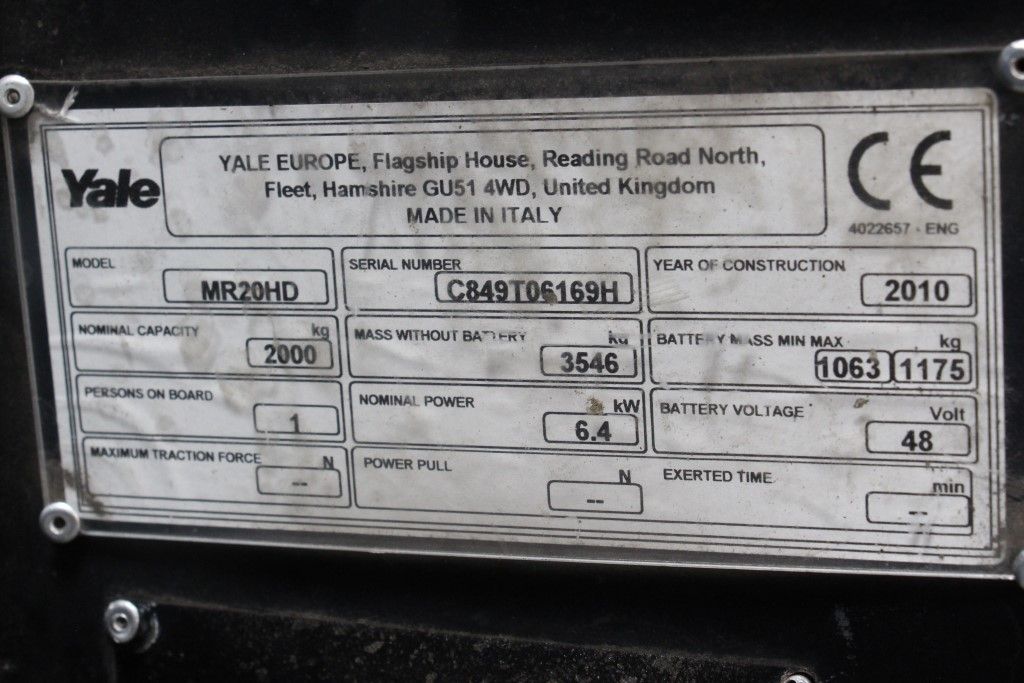 Yale
YALE EUROPE, Flagship House, Reading Road North,
Fleet, Hamshire GU51 4WD, United Kingdom
MADE IN ITALY
CE
4022657 - ENG
MODEL
MR20HD
SERIAL NUMBER
C849T06169H
YEAR OF CONSTRUCTION
2010
NOMINAL CAPACITY kg
2000
MASS WITHOUT BATTERY kg
3546
BATTERY MASS MIN MAX kg
1063 1175
PERSONS ON BOARD
1
NOMINAL POWER kW
6.4
BATTERY VOLTAGE Volt
48
MAXIMUM TRACTION FORCE N
--
POWER PULL N
--
EXERTED TIME min
--